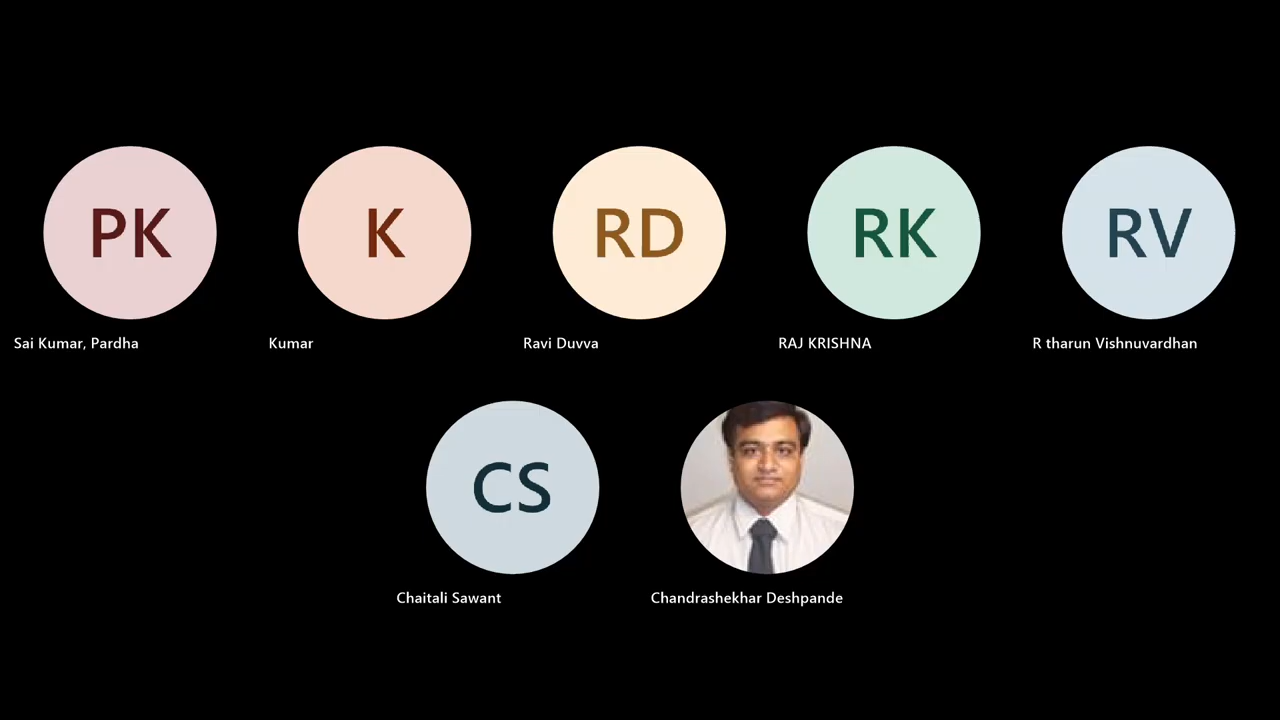 PK
K
RD
RK
RV
Sai Kumar, Pardha
Kumar
Ravi Duvva
RAJ KRISHNA
R tharun Vishnuvardhan
CS
Chaitali Sawant
Chandrashekhar Deshpande